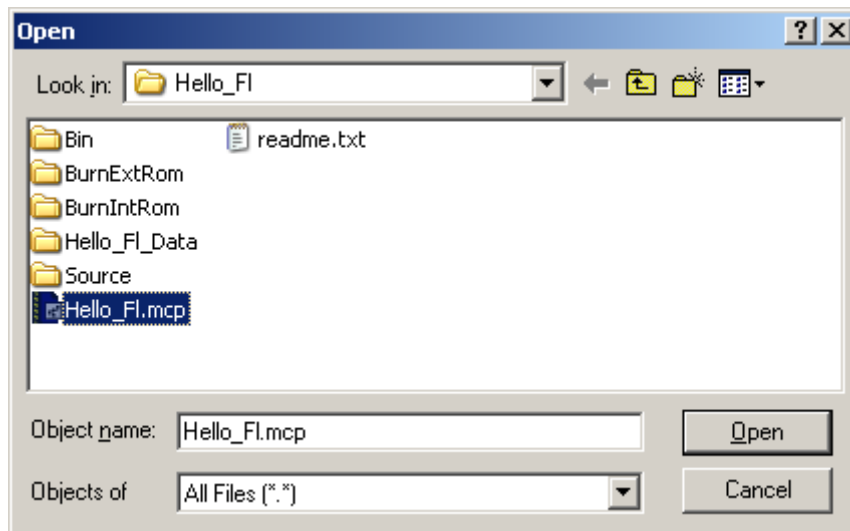 Open
Look in: Hello_Fl
Bin readme.txt
BurnExtRom
BurnIntRom
Hello_Fl_Data
Source
Hello_Fl.mcp
Object name: Hello_Fl.mcp Open
Objects of All Files (*.*) Cancel